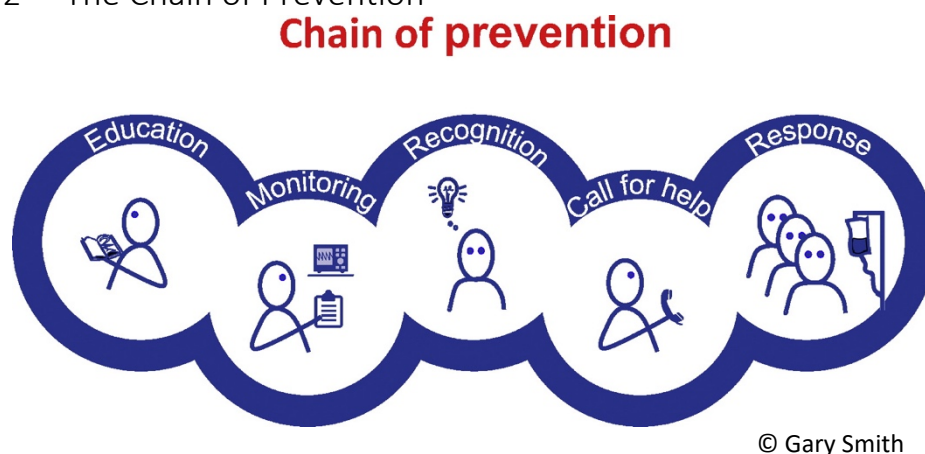 2 The Chain of Prevention
Chain of prevention
Education
Monitoring
Recognition
Call for help
Response
© Gary Smith